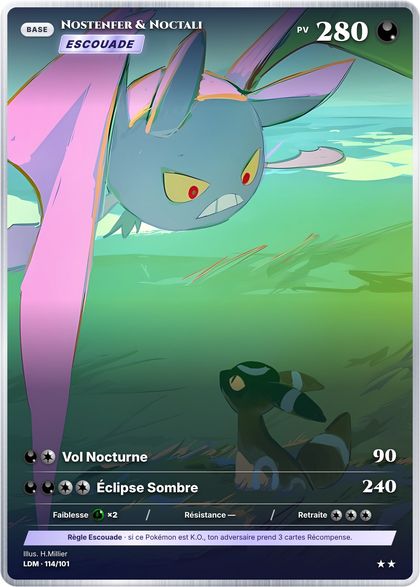 BASE Nostenfer & Noctali PV 280
ESCOUADE
Vol Nocturne 90
Éclipse Sombre 240
Faiblesse ×2 / Résistance — / Retraite
Règle Escouade - si ce Pokémon est K.O., ton adversaire prend 3 cartes Récompense.
Illus. H.Millier
LDM · 114/101 ★★